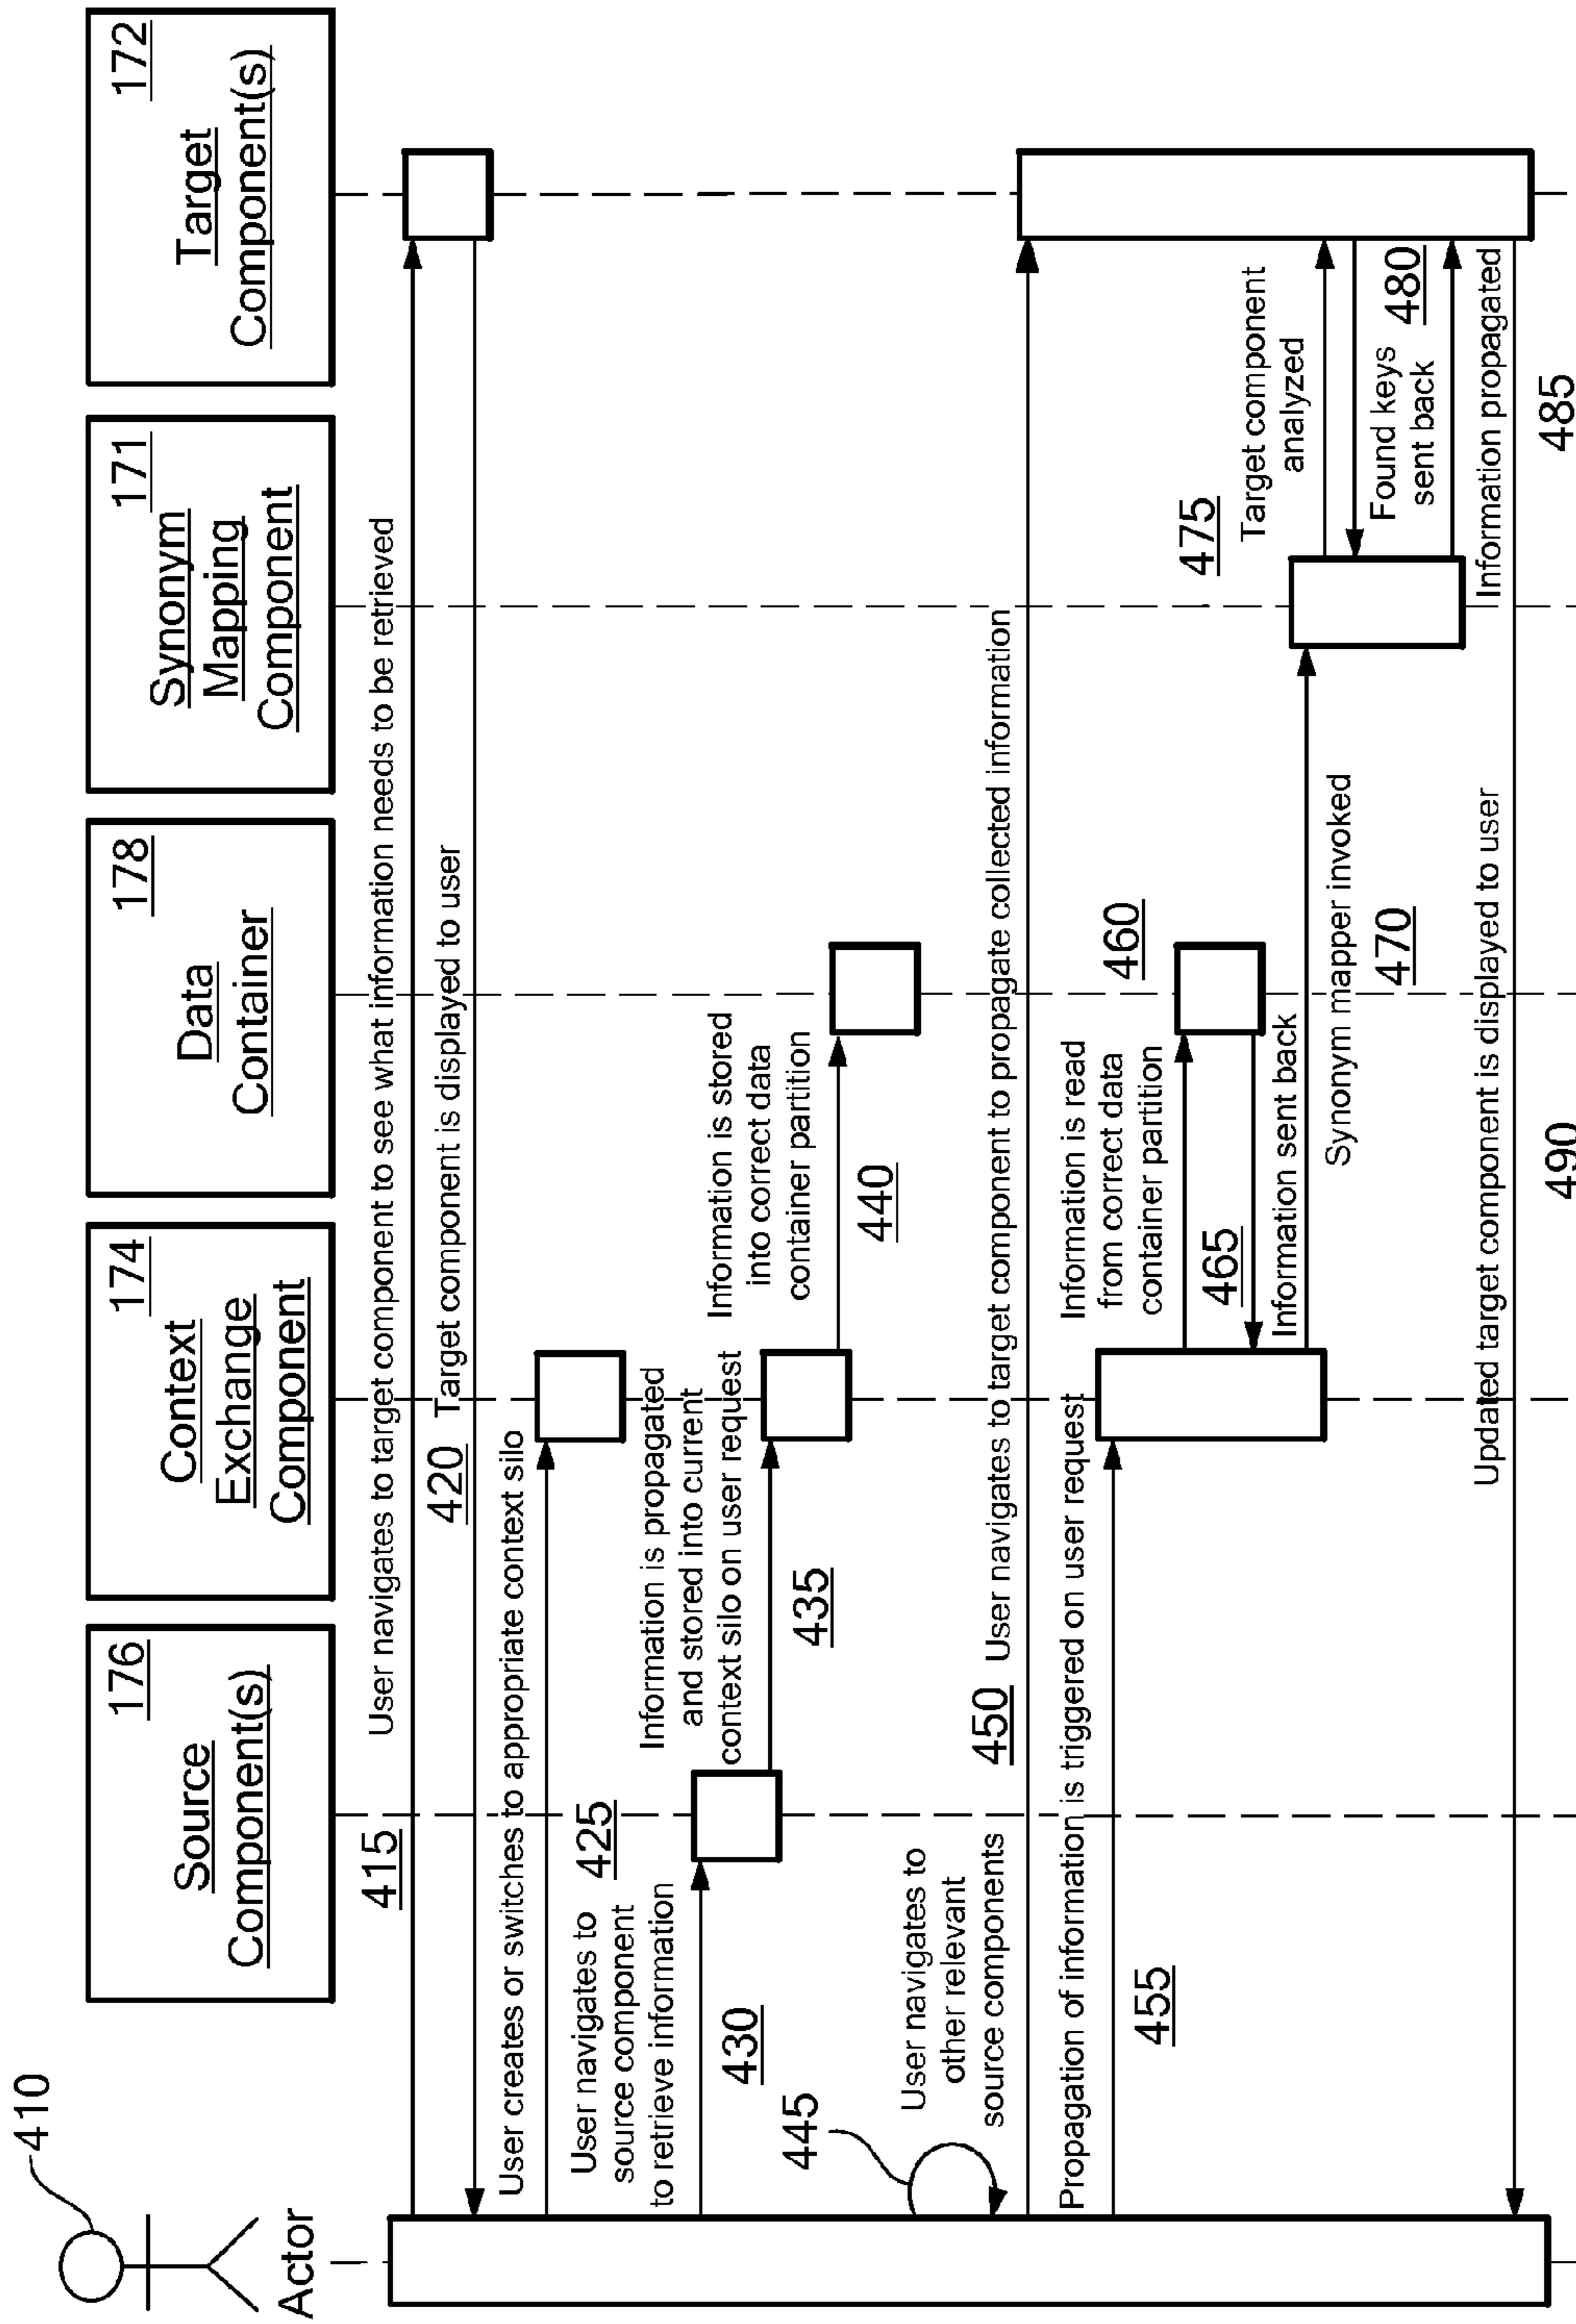 410
Actor
Source
Component(s)
176
Context
Exchange
Component
174
Data
Container
178
Synonym
Mapping
Component
171
Target
Component(s)
172
415
User navigates to target component to see what information needs to be retrieved
420
Target component is displayed to user
User creates or switches to appropriate context silo
425
User navigates to
source component
to retrieve information
430
Information is propagated
and stored into current
context silo on user request
435
Information is stored
into correct data
container partition
440
445
User navigates to
other relevant
source components
450
User navigates to target component to propagate collected information
Propagation of information is triggered on user request
455
Information is read
from correct data
container partition
460
465
Information sent back
Synonym mapper invoked
470
475
Target component
analyzed
Found keys
sent back
480
Information propagated
485
Updated target component is displayed to user
490